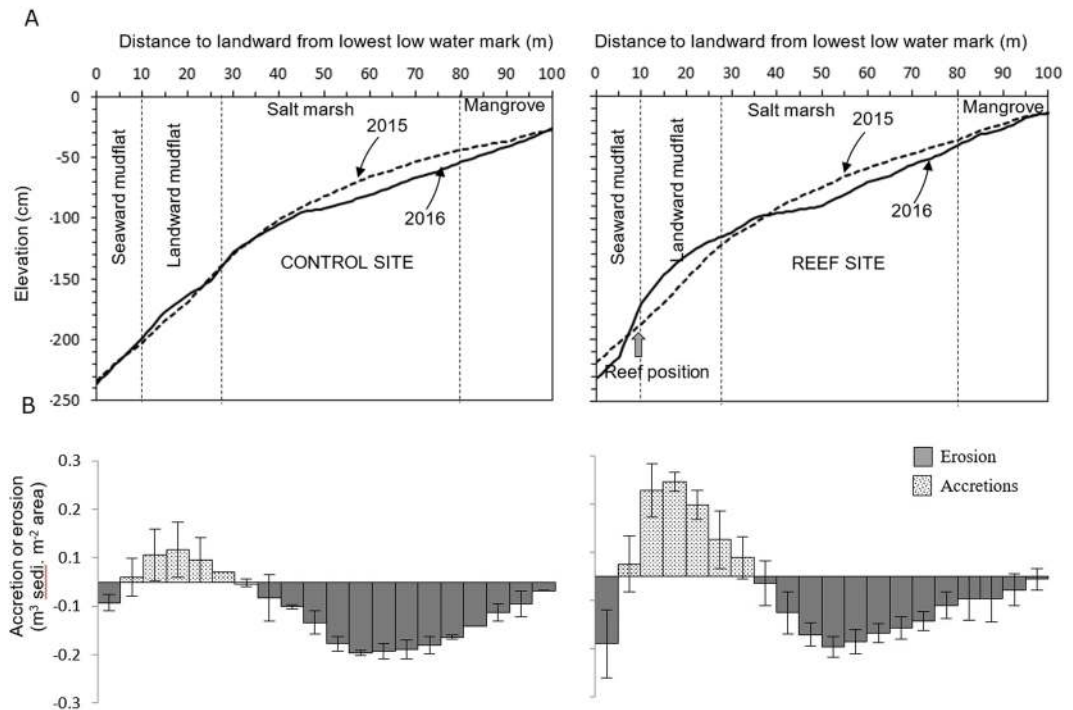 A
Distance to landward from lowest low water mark (m)
0 10 20 30 40 50 60 70 80 90 100
Elevation (cm)
0
-50
-100
-150
-200
-250
Seaward mudflat
Landward mudflat
Salt marsh
Mangrove
2015
2016
CONTROL SITE
Distance to landward from lowest low water mark (m)
0 10 20 30 40 50 60 70 80 90 100
Seaward mudflat
Landward mudflat
Salt marsh
Mangrove
2015
2016
REEF SITE
Reef position
B
Accretion or erosion
(m³ sedi. m⁻² area)
0.3
0.2
0.1
-0.1
-0.2
-0.3
Erosion
Accretions